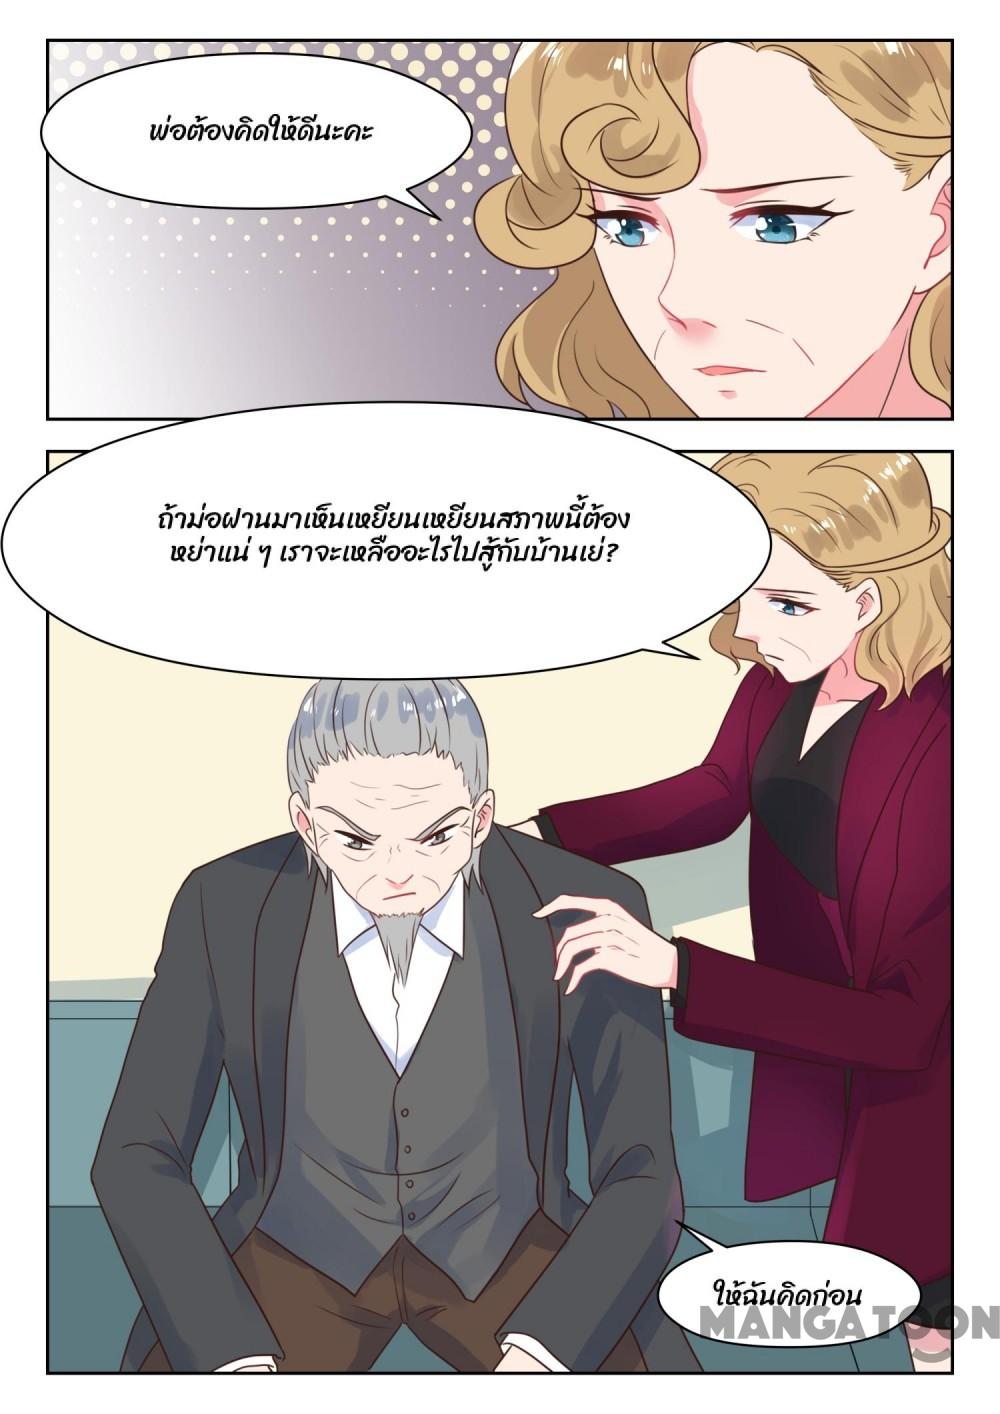 พ่อต้องคิดให้ดีนะคะ
ถ้าม่อฝานมาเห็นเหยียนเหยียนสภาพนี้ต้อง
หย่าแน่ ๆ เราจะเหลืออะไรไปสู้กับบ้านเย่?
ให้ฉันคิดก่อน
MANGATOON